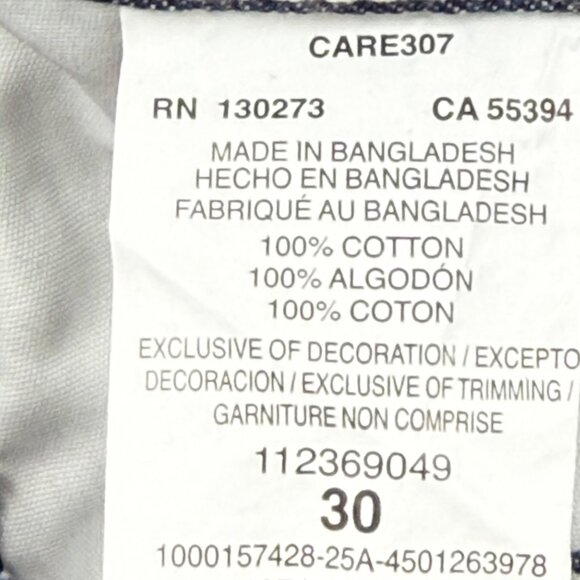 CARE307
RN 130273 CA 55394
MADE IN BANGLADESH
HECHO EN BANGLADESH
FABRIQUÉ AU BANGLADESH
100% COTTON
100% ALGODÓN
100% COTON
EXCLUSIVE OF DECORATION / EXCEPTO
DECORACION / EXCLUSIVE OF TRIMMING /
GARNITURE NON COMPRISE
112369049
30
1000157428-25A-4501263978